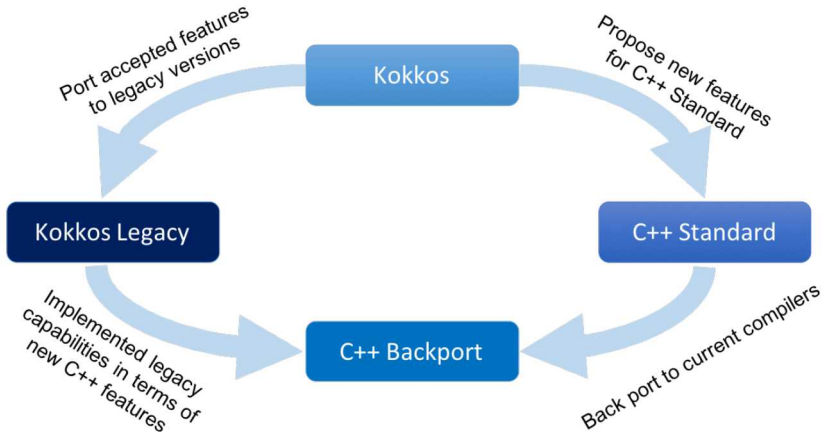 Port accepted features
to legacy versions
Kokkos
Propose new features
for C++ Standard
Kokkos Legacy
C++ Standard
Implemented legacy
capabilities in terms of
new C++ features
C++ Backport
Back port to current compilers